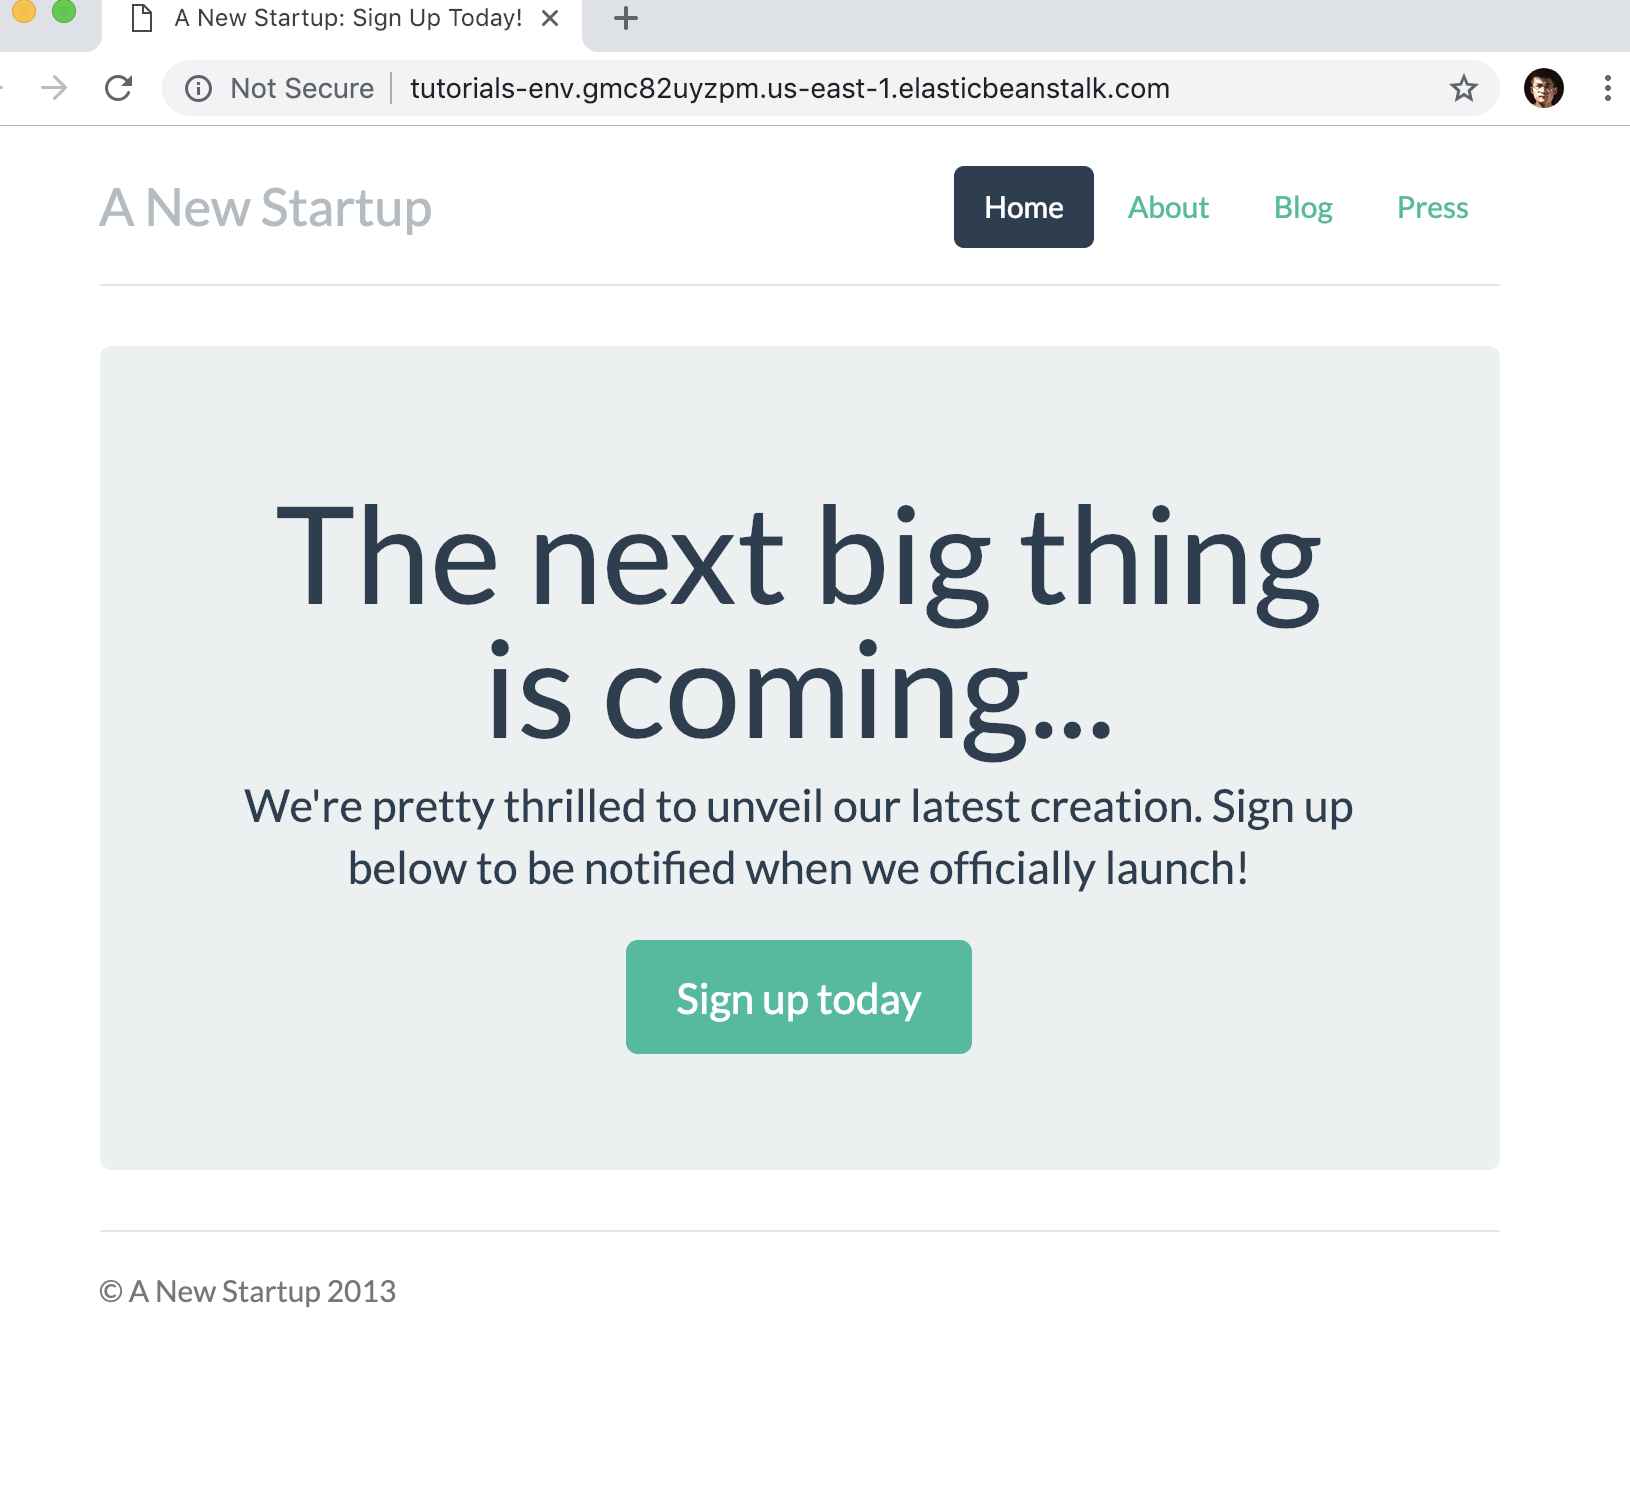 A New Startup: Sign Up Today!
Not Secure tutorials-env.gmc82uyzpm.us-east-1.elasticbeanstalk.com
A New Startup Home About Blog Press
The next big thing
is coming...
We're pretty thrilled to unveil our latest creation. Sign up
below to be notified when we officially launch!
Sign up today
© A New Startup 2013